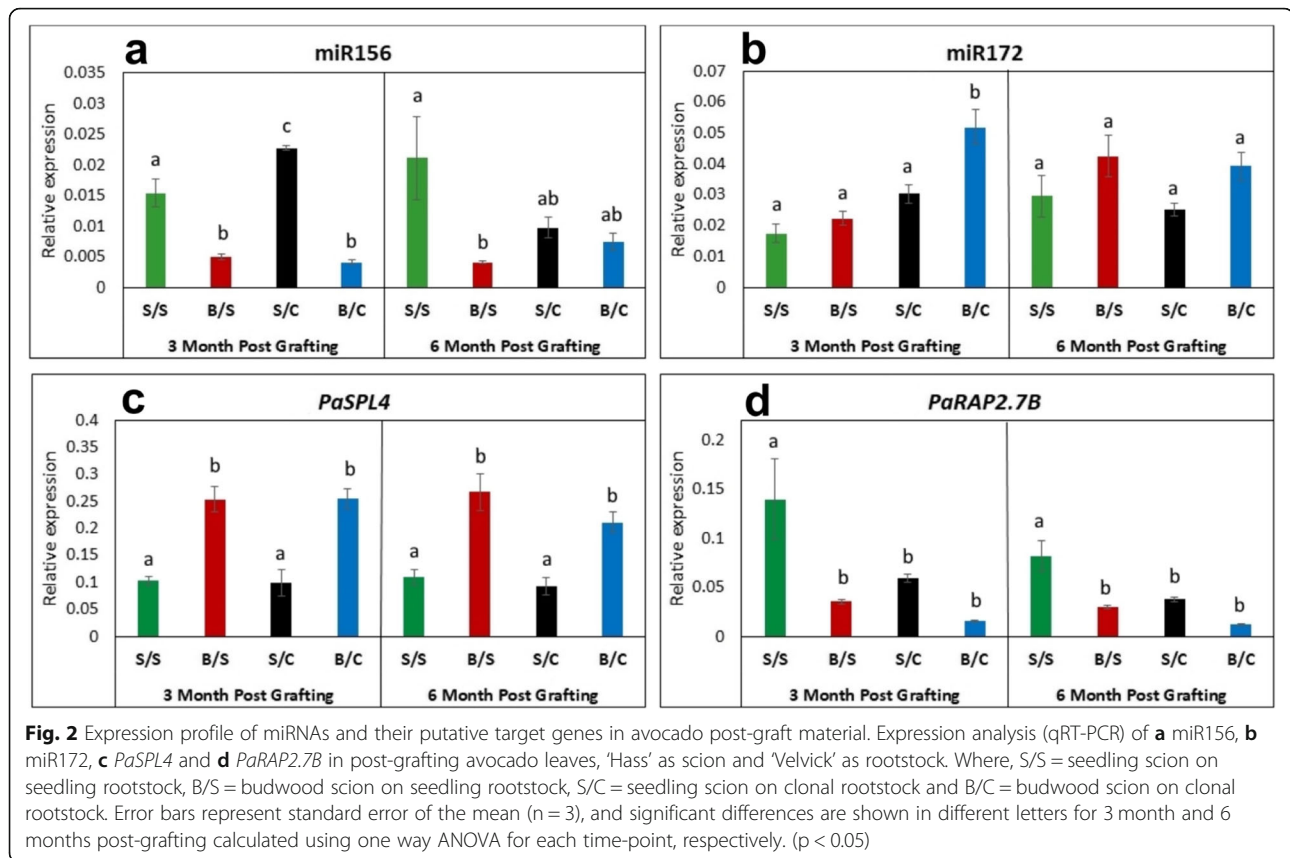 a
miR156
Relative expression
0.035
0.03
0.025
0.02
0.015
0.01
0.005
0
a
b
c
b
a
b
ab
ab
S/S B/S S/C B/C S/S B/S S/C B/C
3 Month Post Grafting 6 Month Post Grafting
b
miR172
Relative expression
0.07
0.06
0.05
0.04
0.03
0.02
0.01
0
a
a
a
b
a
a
a
a
S/S B/S S/C B/C S/S B/S S/C B/C
3 Month Post Grafting 6 Month Post Grafting
c
PaSPL4
Relative expression
0.4
0.35
0.3
0.25
0.2
0.15
0.1
0.05
0
a
b
a
b
a
b
a
b
S/S B/S S/C B/C S/S B/S S/C B/C
3 Month Post Grafting 6 Month Post Grafting
d
PaRAP2.7B
Relative expression
0.2
0.15
0.1
0.05
0
a
b
b
b
a
b
b
b
S/S B/S S/C B/C S/S B/S S/C B/C
3 Month Post Grafting 6 Month Post Grafting
Fig. 2 Expression profile of miRNAs and their putative target genes in avocado post-graft material. Expression analysis (qRT-PCR) of a miR156, b
miR172, c PaSPL4 and d PaRAP2.7B in post-grafting avocado leaves, ‘Hass’ as scion and ‘Velvick’ as rootstock. Where, S/S = seedling scion on
seedling rootstock, B/S = budwood scion on seedling rootstock, S/C = seedling scion on clonal rootstock and B/C = budwood scion on clonal
rootstock. Error bars represent standard error of the mean (n = 3), and significant differences are shown in different letters for 3 month and 6
months post-grafting calculated using one way ANOVA for each time-point, respectively. (p < 0.05)